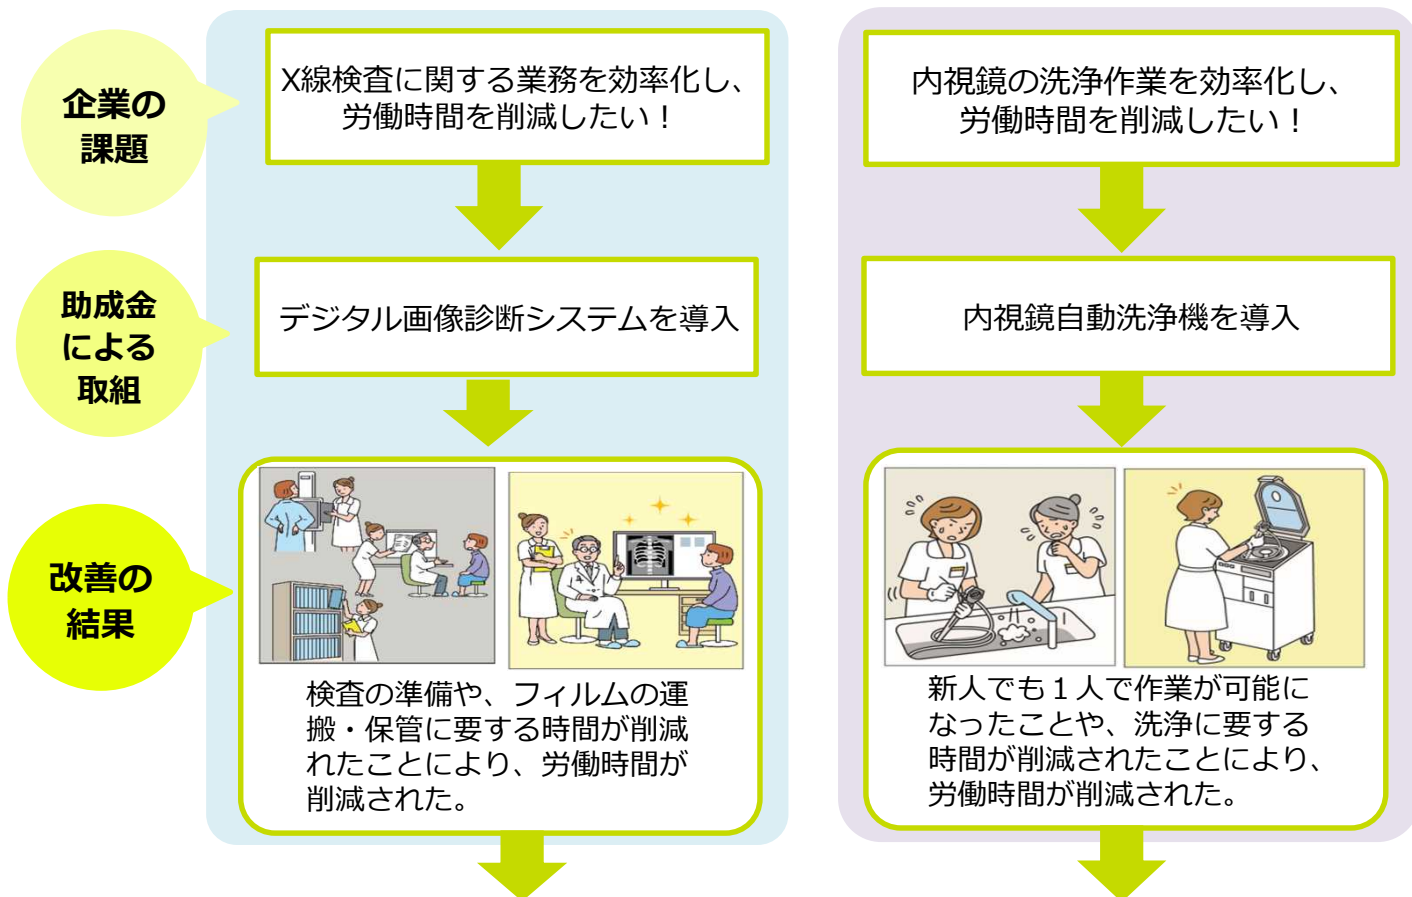 企業の
課題
X線検査に関する業務を効率化し、
労働時間を削減したい！
内視鏡の洗浄作業を効率化し、
労働時間を削減したい！
助成金
による
取組
デジタル画像診断システムを導入
内視鏡自動洗浄機を導入
改善の
結果
検査の準備や、フィルムの運
搬・保管に要する時間が削減
れたことにより、労働時間が
削減された。
新人でも１人で作業が可能に
なったことや、洗浄に要する
時間が削減されたことにより、
労働時間が削減された。